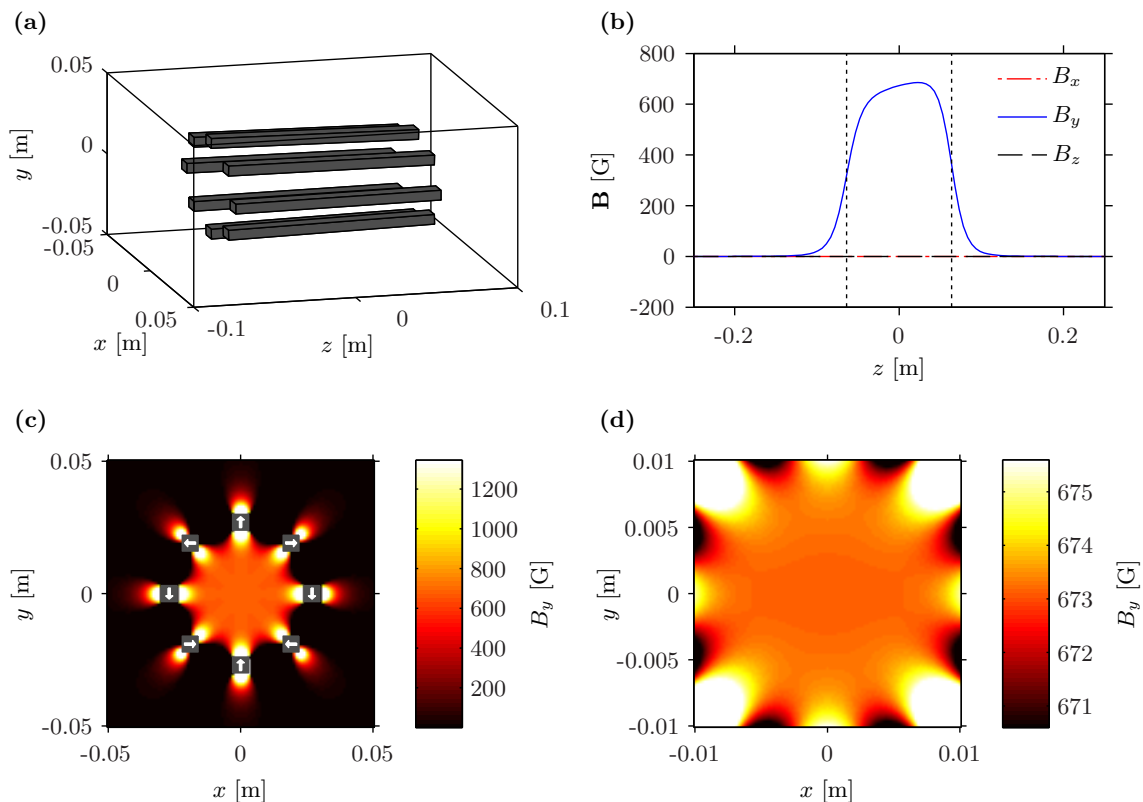 (a)
0.05
0
-0.05
-0.05
0
0.05
-0.1
0
0.1
y [m]
x [m]
z [m]
(b)
800
600
400
200
0
-200
-0.2
0
0.2
B [G]
z [m]
B_x
B_y
B_z
(c)
0.05
0
-0.05
-0.05
0
0.05
y [m]
x [m]
1200
1000
800
600
400
200
B_y [G]
(d)
0.01
0.005
0
-0.005
-0.01
-0.01
0
0.01
y [m]
x [m]
675
674
673
672
671
B_y [G]